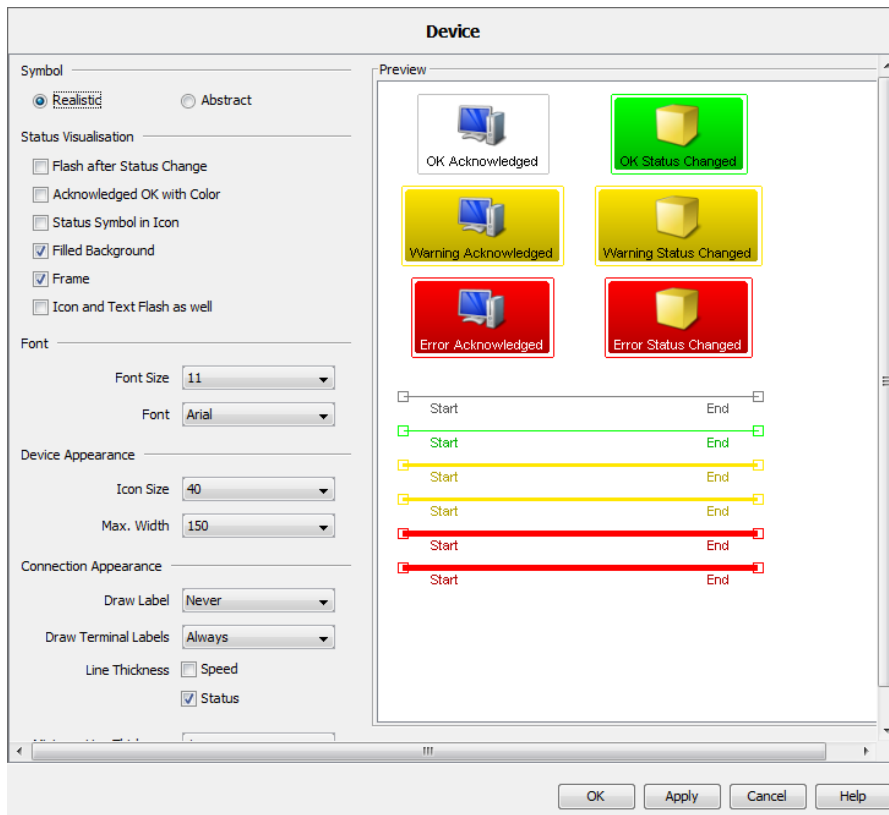 Device
Symbol
Realistic
Abstract
Status Visualisation
Flash after Status Change
Acknowledged OK with Color
Status Symbol in Icon
Filled Background
Frame
Icon and Text Flash as well
Font
Font Size 11
Font Arial
Device Appearance
Icon Size 40
Max. Width 150
Connection Appearance
Draw Label Never
Draw Terminal Labels Always
Line Thickness Speed
Status
Preview
OK Acknowledged
OK Status Changed
Warning Acknowledged
Warning Status Changed
Error Acknowledged
Error Status Changed
Start End
Start End
Start End
Start End
Start End
Start End
OK Apply Cancel Help